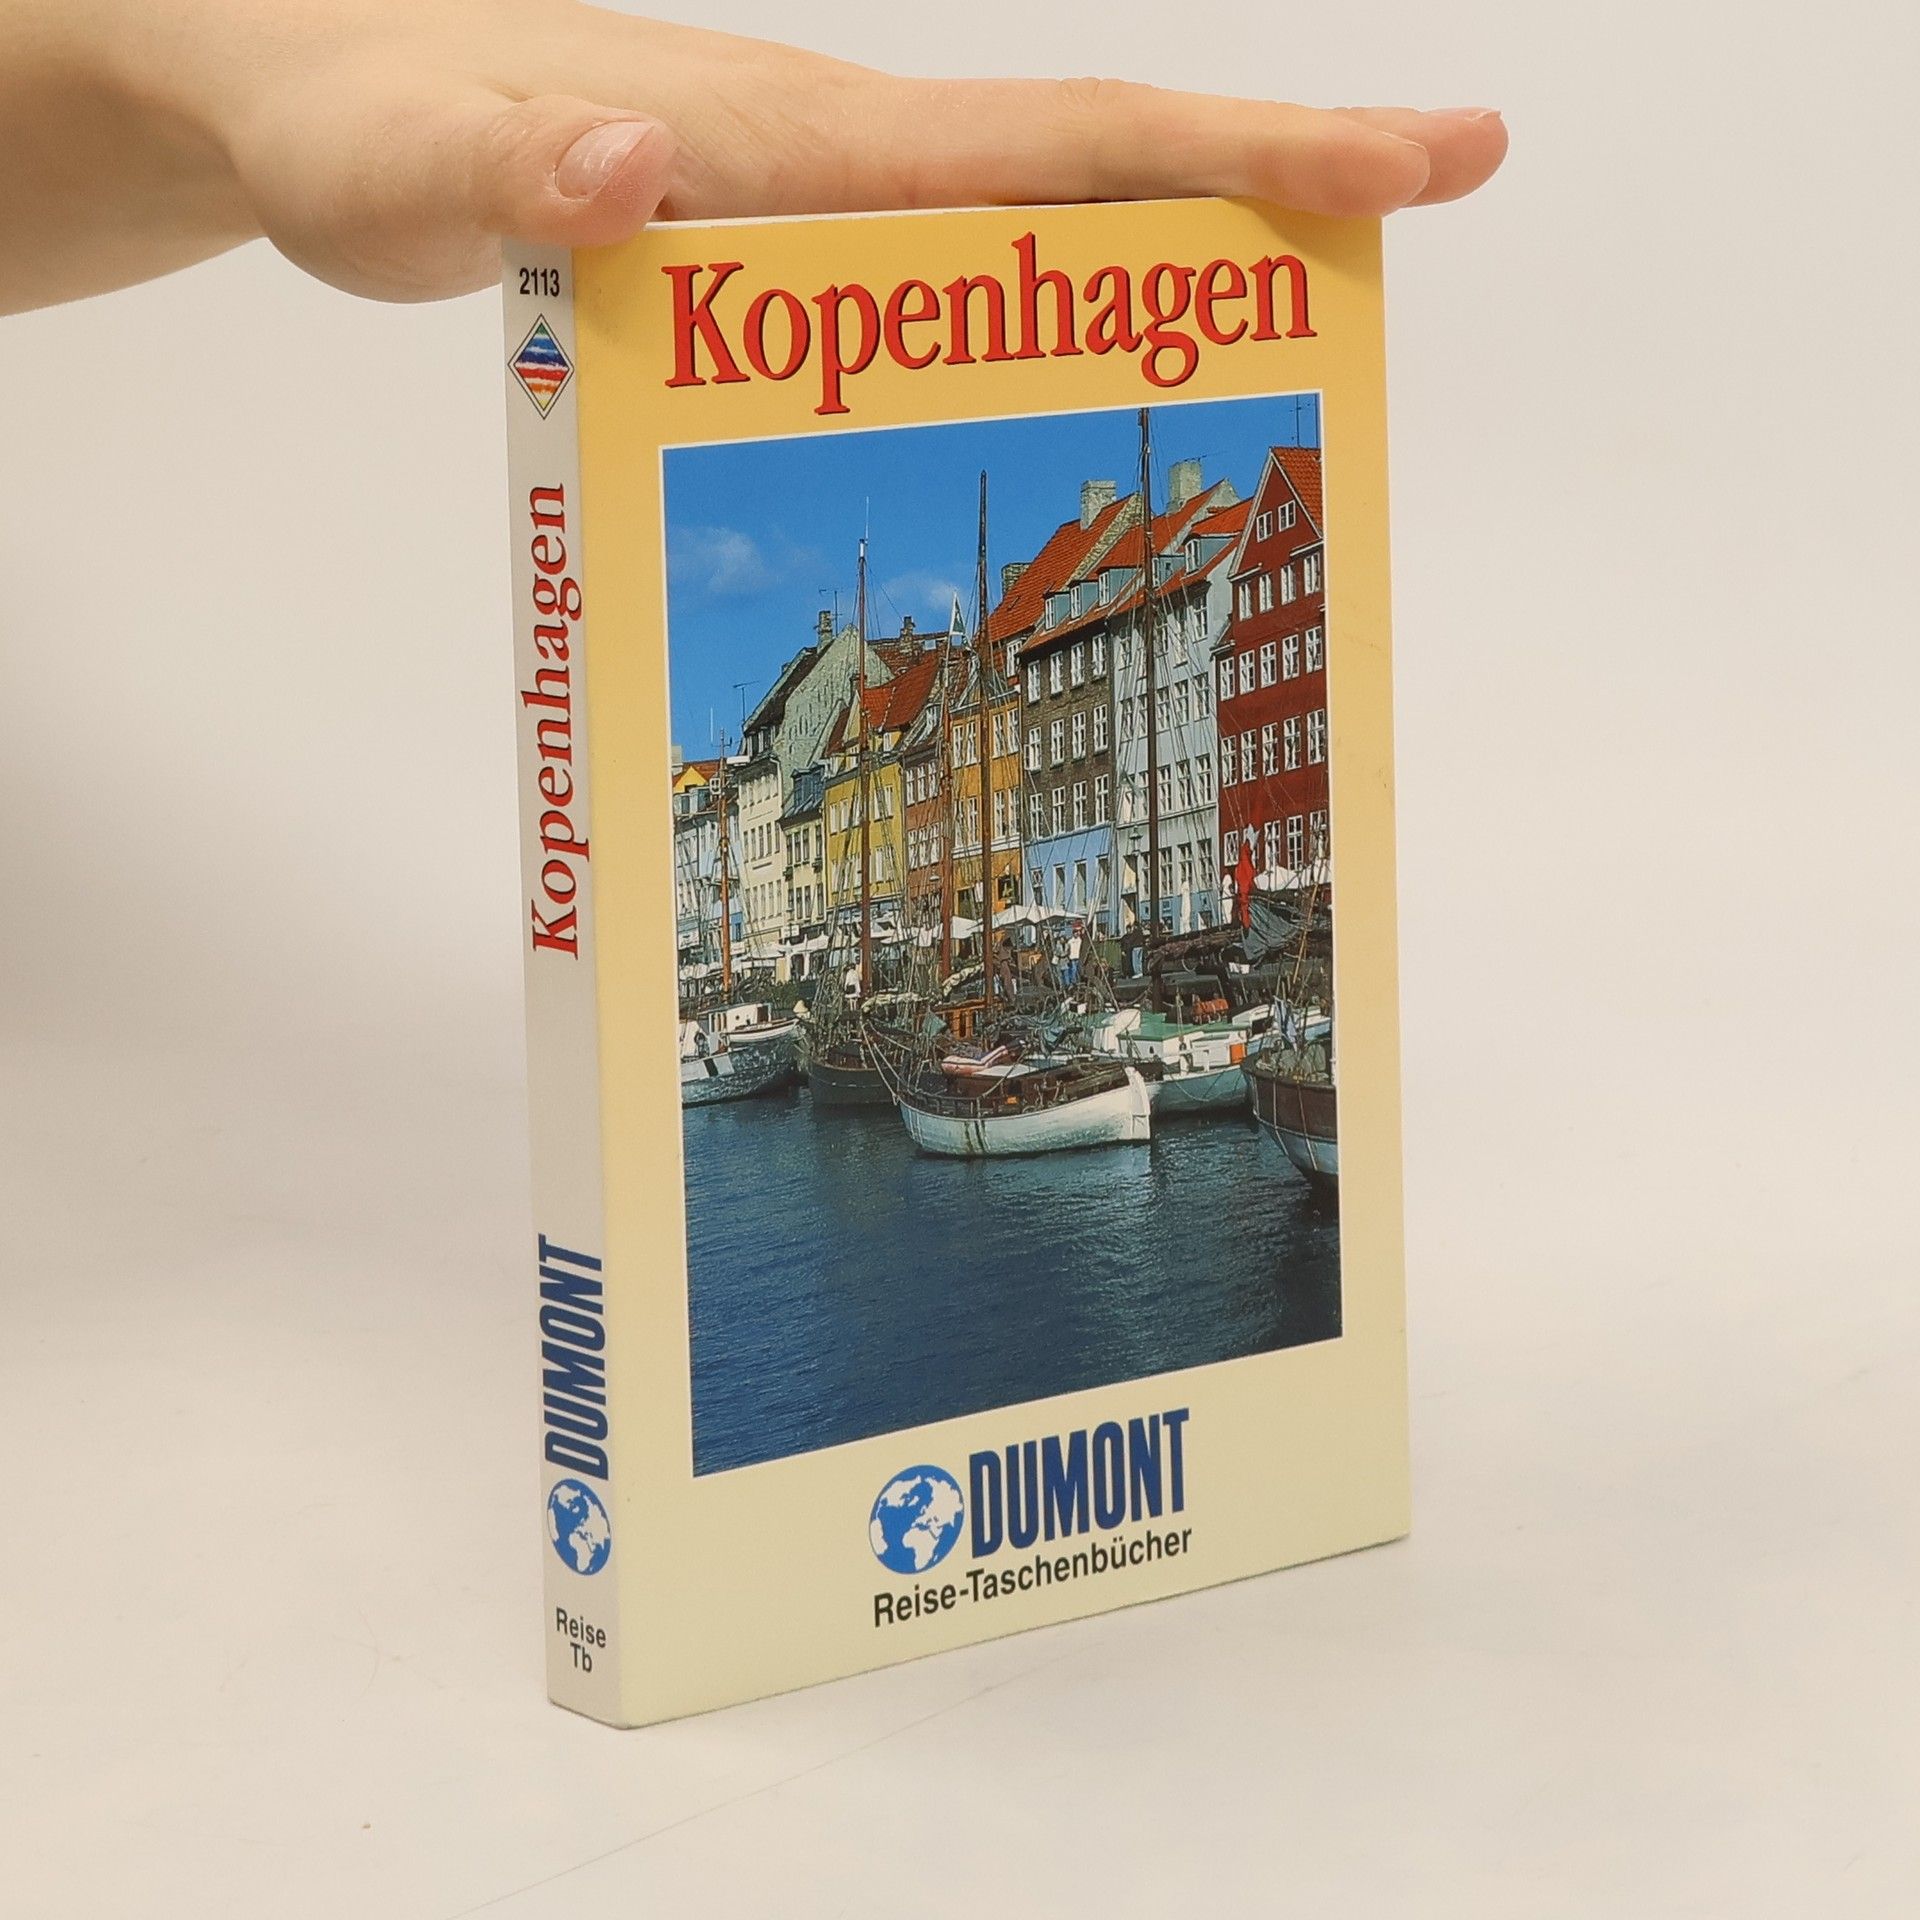 2113
Kopenhagen
DUMONT
Reise
Tb
Kopenhagen
DUMONT
Reise-Taschenbücher